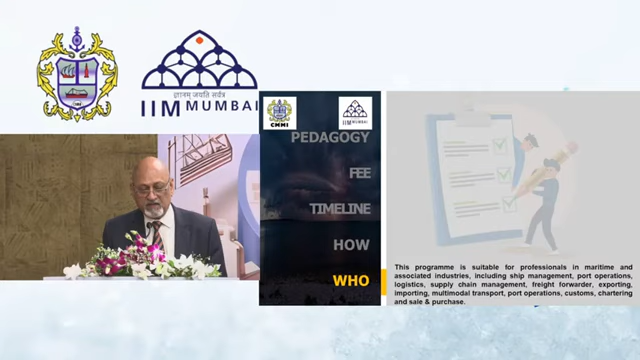 ज्ञानम् जयति सर्वत्र
IIM MUMBAI
CMMI
IIM MUMBAI
PEDAGOGY
FEE
TIMELINE
HOW
WHO
This programme is suitable for professionals in maritime and
associated industries, including ship management, port operations,
logistics, supply chain management, freight forwarder, exporting,
importing, multimodal transport, port operations, customs, chartering
and sale & purchase.